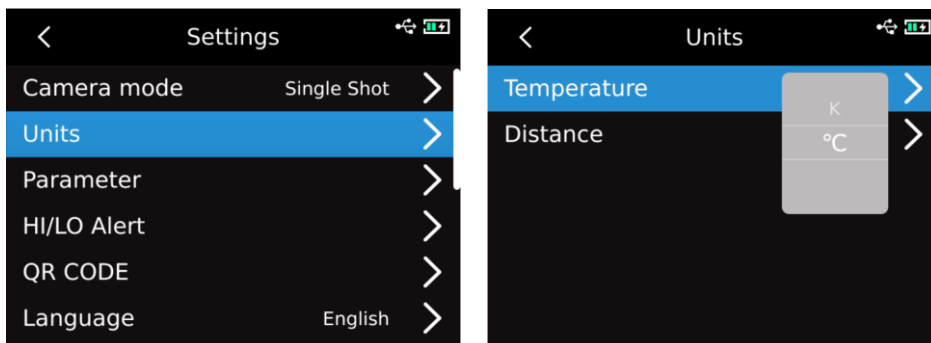 Settings
Camera mode Single Shot
Units
Parameter
HI/LO Alert
QR CODE
Language English
Units
Temperature
K
Distance
°C